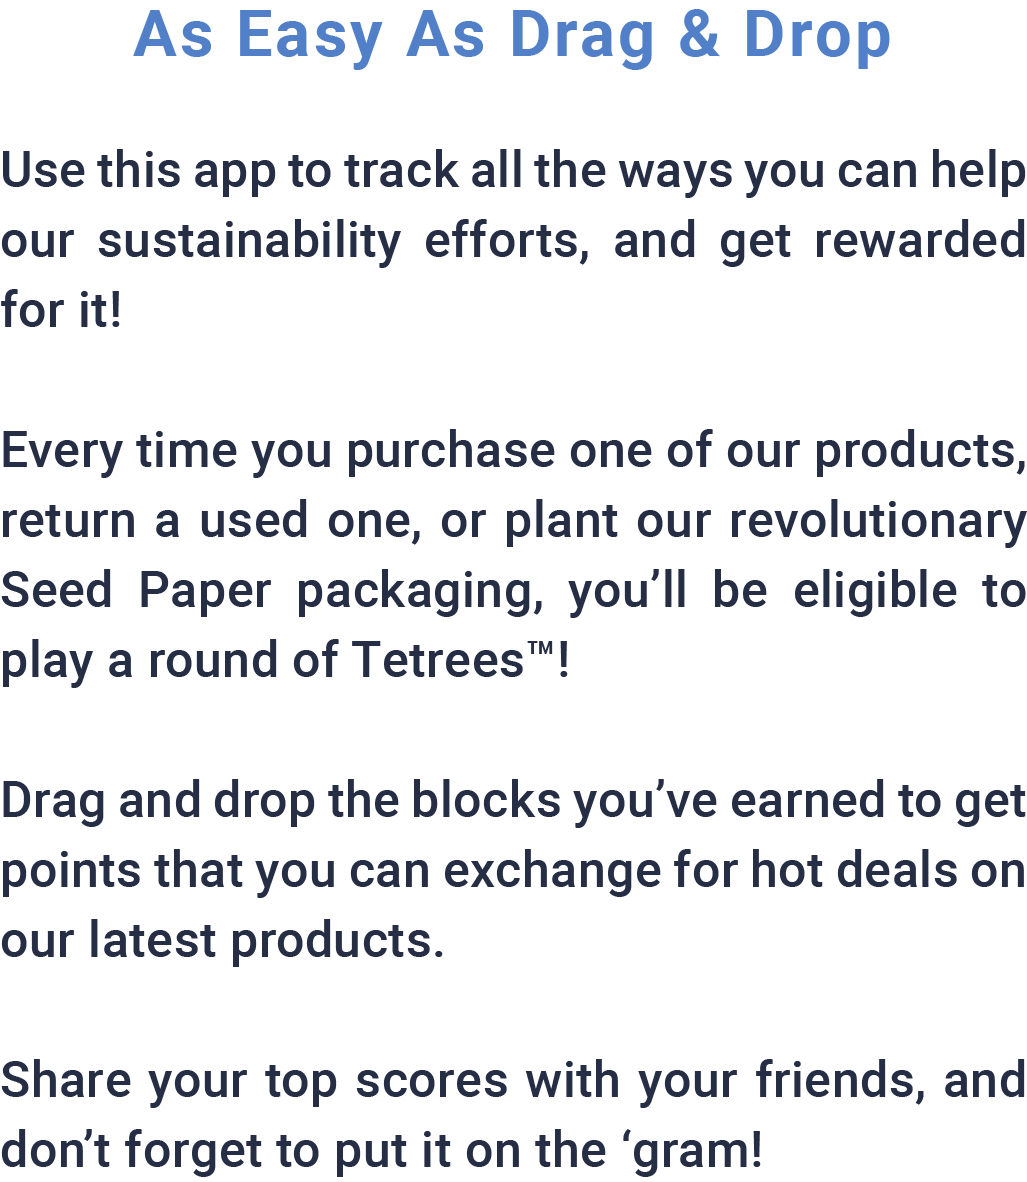 As Easy As Drag & Drop
Use this app to track all the ways you can help
our sustainability efforts, and get rewarded
for it!
Every time you purchase one of our products,
return a used one, or plant our revolutionary
Seed Paper packaging, you’ll be eligible to
play a round of Tetrees™!
Drag and drop the blocks you’ve earned to get
points that you can exchange for hot deals on
our latest products.
Share your top scores with your friends, and
don’t forget to put it on the ‘gram!